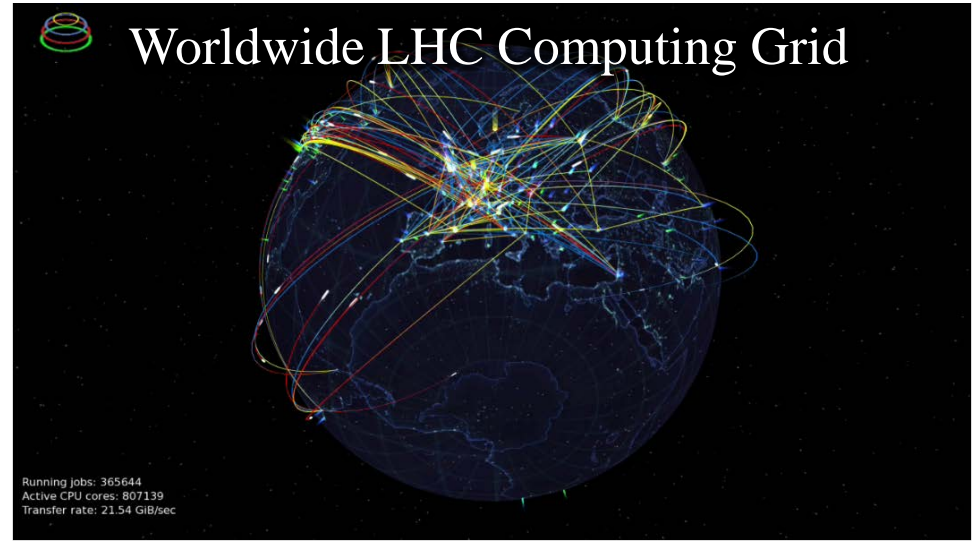 Worldwide LHC Computing Grid
Running jobs: 365644
Active CPU cores: 807139
Transfer rate: 21.54 GiB/sec